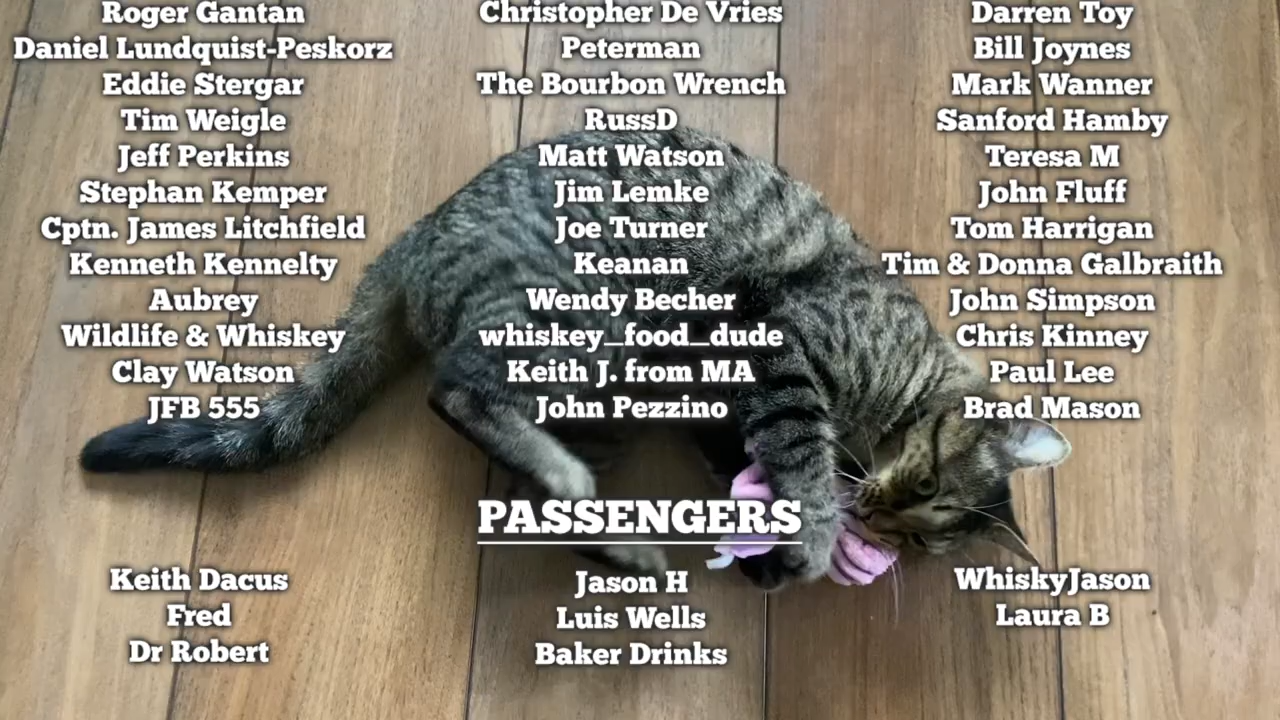 Roger Gantan
Daniel Lundquist-Peskorz
Eddie Stergar
Tim Weigle
Jeff Perkins
Stephan Kemper
Cptn. James Litchfield
Kenneth Kennelty
Aubrey
Wildlife & Whiskey
Clay Watson
JFB 555
Christopher De Vries
Peterman
The Bourbon Wrench
RussD
Matt Watson
Jim Lemke
Joe Turner
Keanan
Wendy Becher
whiskey_food_dude
Keith J. from MA
John Pezzino
Darren Toy
Bill Joynes
Mark Wanner
Sanford Hamby
Teresa M
John Fluff
Tom Harrigan
Tim & Donna Galbraith
John Simpson
Chris Kinney
Paul Lee
Brad Mason
PASSENGERS
Keith Dacus
Fred
Dr Robert
Jason H
Luis Wells
Baker Drinks
WhiskyJason
Laura B